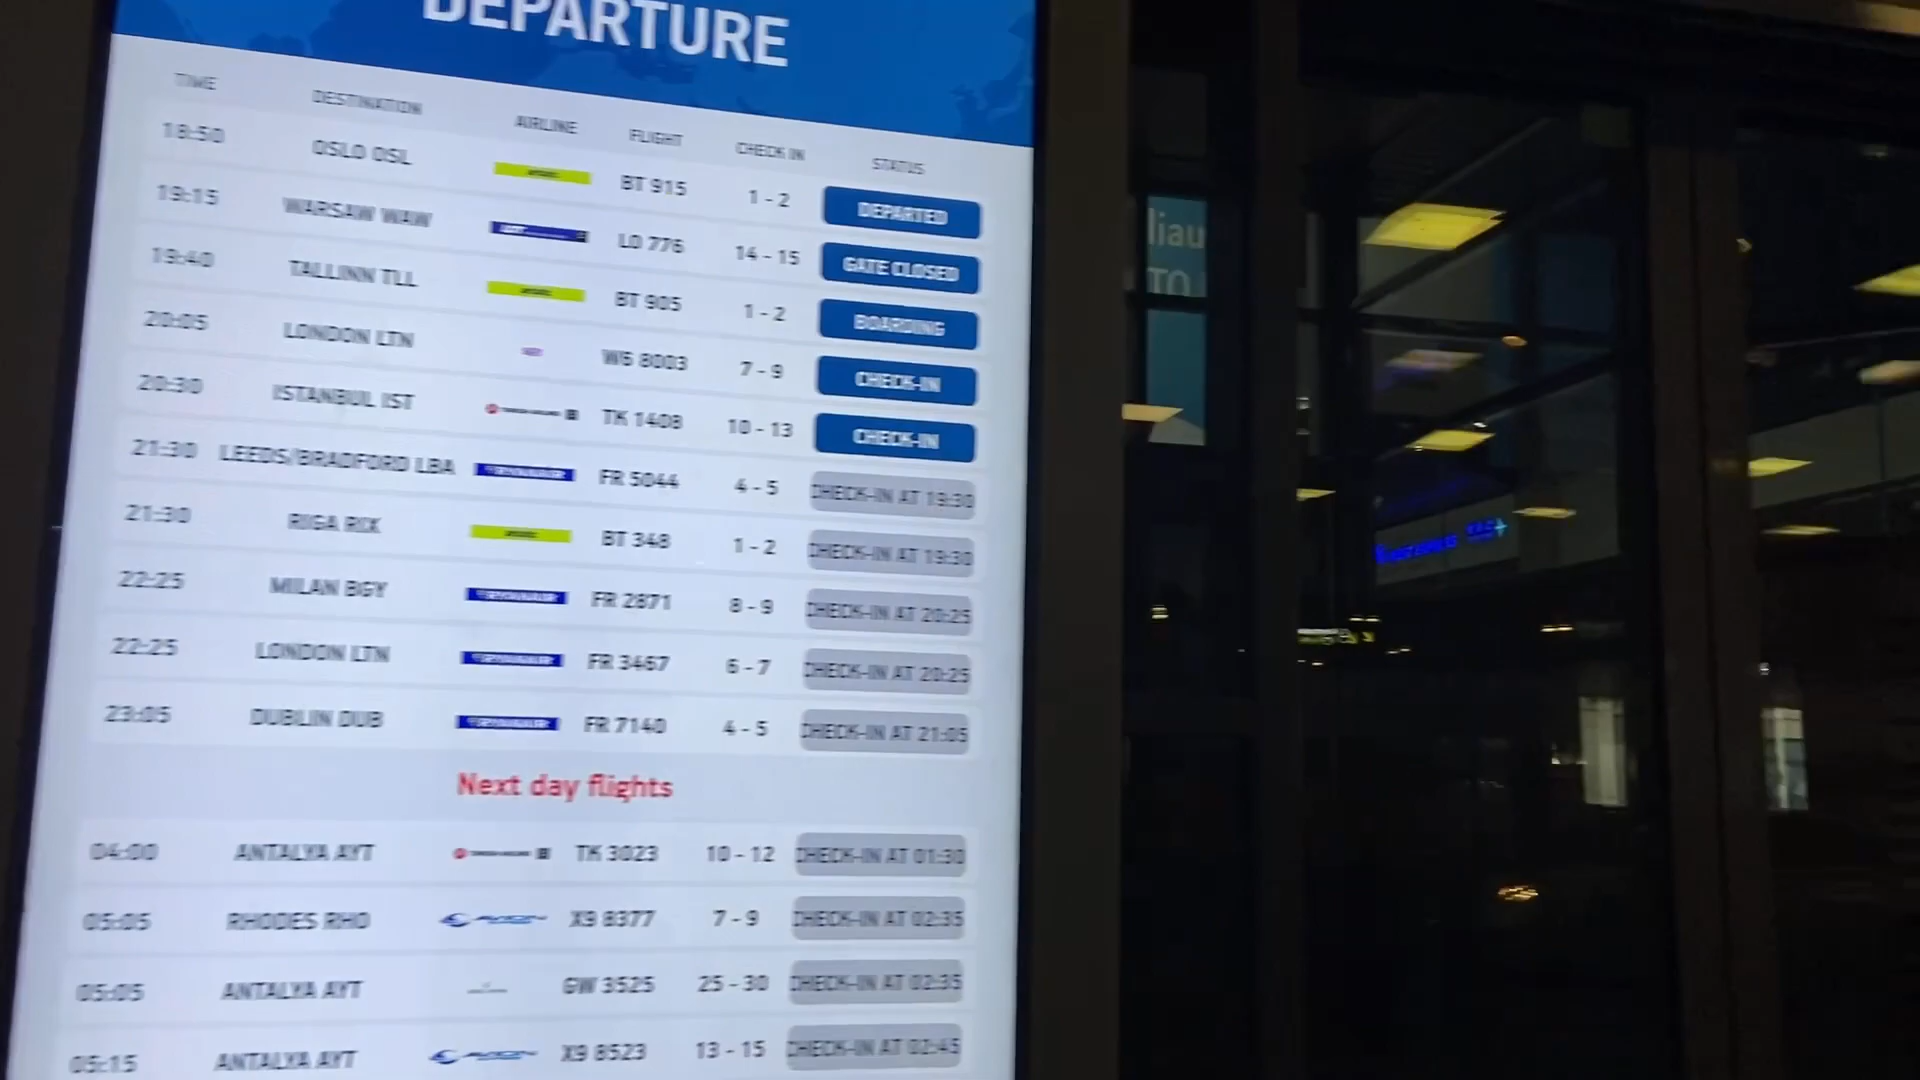 DEPARTURE
TIME DESTINATION AIRLINE FLIGHT CHECK IN STATUS
18:50 OSLO OSL BT 915 1 - 2 DEPARTED
19:15 WARSAW WAW LO 776 14 - 15 GATE CLOSED
19:40 TALLINN TLL BT 905 1 - 2 BOARDING
20:05 LONDON LTN W6 8003 7 - 9 CHECK-IN
20:30 ISTANBUL IST TK 1408 10 - 13 CHECK-IN
21:30 LEEDS/BRADFORD LBA RYANAIR FR 5044 4 - 5 CHECK-IN AT 19:30
21:30 RIGA RIX BT 348 1 - 2 CHECK-IN AT 19:30
22:25 MILAN BGY RYANAIR FR 2871 8 - 9 CHECK-IN AT 20:25
22:25 LONDON LTN RYANAIR FR 3467 6 - 7 CHECK-IN AT 20:25
23:05 DUBLIN DUB RYANAIR FR 7140 4 - 5 CHECK-IN AT 21:05
Next day flights
04:00 ANTALYA AYT TK 3023 10 - 12 CHECK-IN AT 01:30
05:05 RHODES RHO X9 8377 7 - 9 CHECK-IN AT 02:35
05:05 ANTALYA AYT GW 3525 25 - 30 CHECK-IN AT 02:35
05:15 ANTALYA AYT X9 8523 13 - 15 CHECK-IN AT 02:45
liau
TO